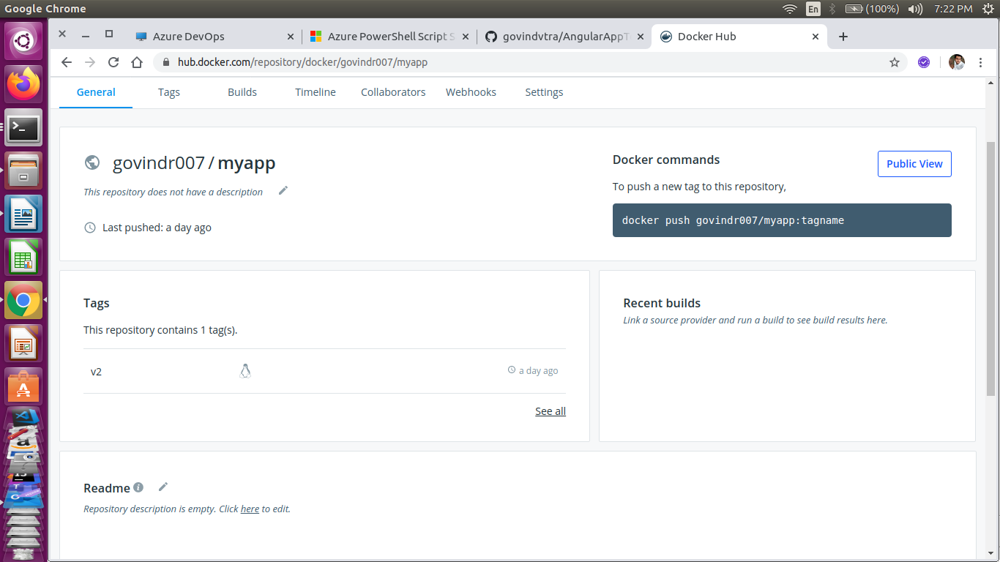 Google Chrome
En
(100%)
7:22 PM
Azure DevOps
Azure PowerShell Script S
govindvtra/AngularAppT
Docker Hub
hub.docker.com/repository/docker/govindr007/myapp
General
Tags
Builds
Timeline
Collaborators
Webhooks
Settings
govindr007 / myapp
This repository does not have a description
Last pushed: a day ago
Docker commands
Public View
To push a new tag to this repository,
docker push govindr007/myapp:tagname
Tags
This repository contains 1 tag(s).
v2
a day ago
See all
Recent builds
Link a source provider and run a build to see build results here.
Readme
Repository description is empty. Click here to edit.